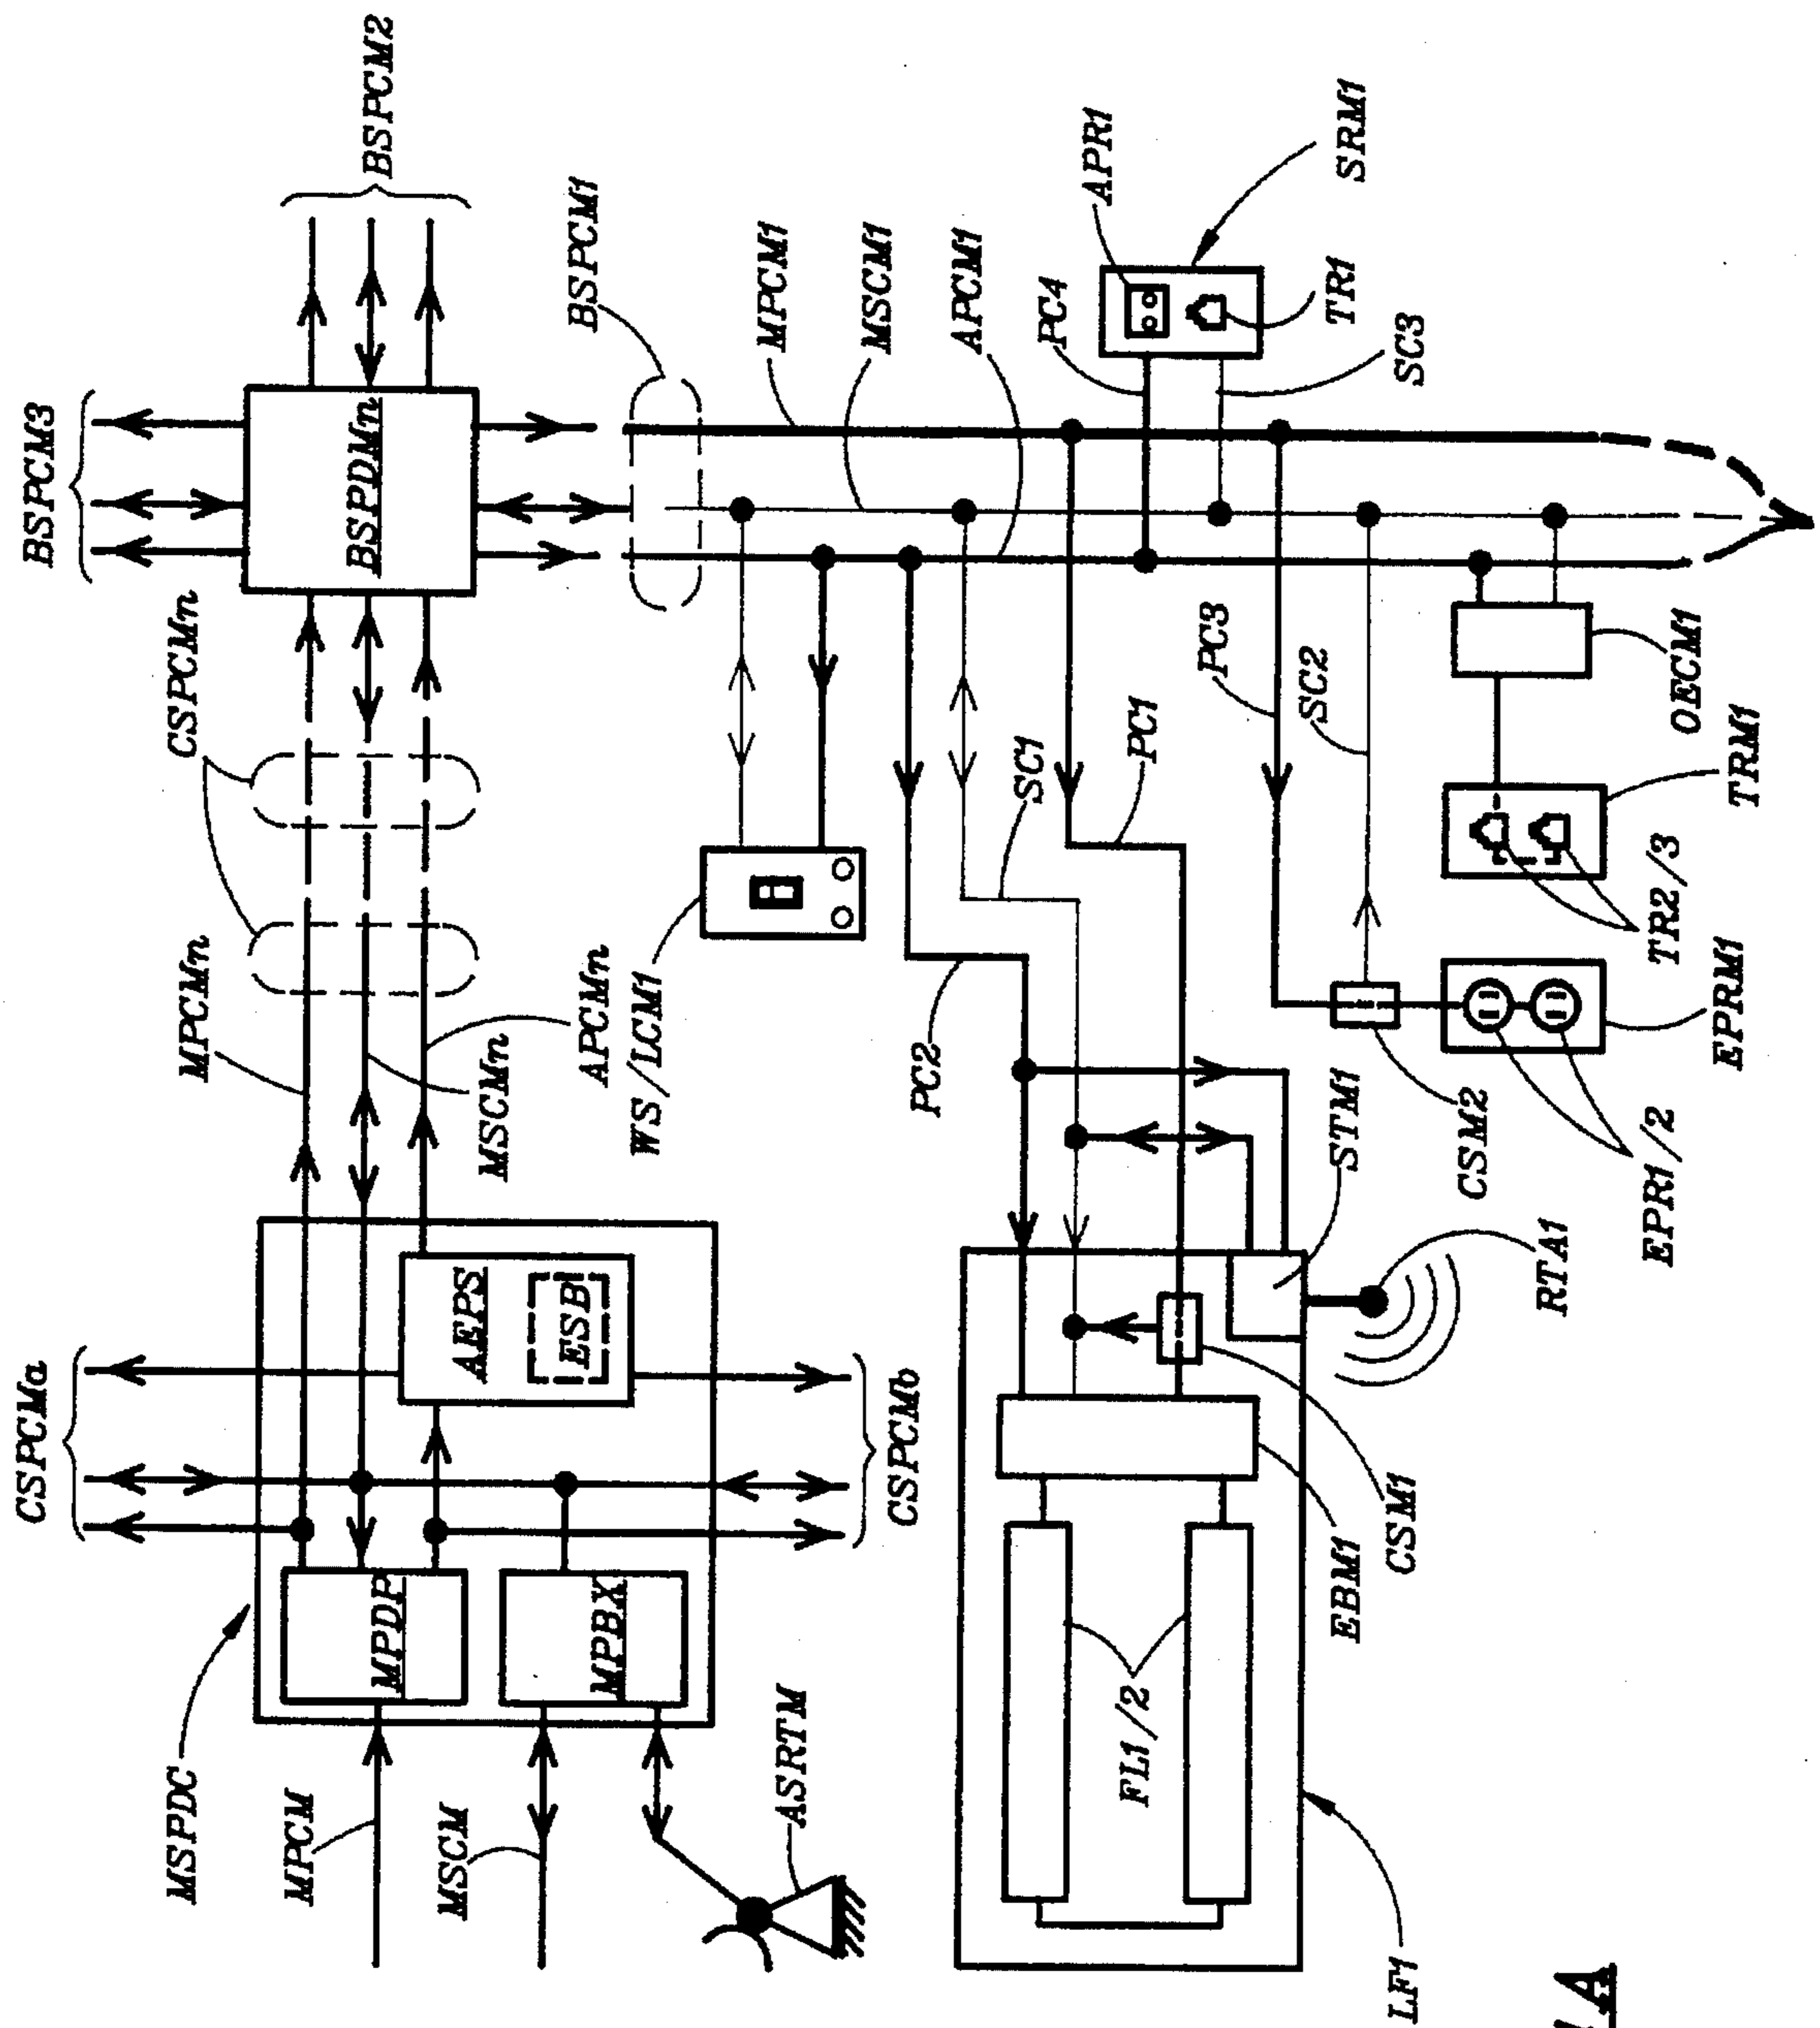 BSPCM3
BSPCM2
CSPCMn
BSPDMn
BSPCM1
MPCM1
MSCM1
APCM1
PC4
APR1
SRM1
TR1
SC3
CSPCMa
MPCMn
MSCMn
APCMn
WS/LCM1
PC2
SC1
PC1
PC3
SC2
OECM1
TRM1
TR2/3
EPRM1
EPR1/2
CSM2
STM1
RTA1
AEPS
ESB
CSPCMb
MSPDC
MPDP
MPBX
MPCM
MSCM
ASRTM
FL1/2
EBM1
CSM1
LF1